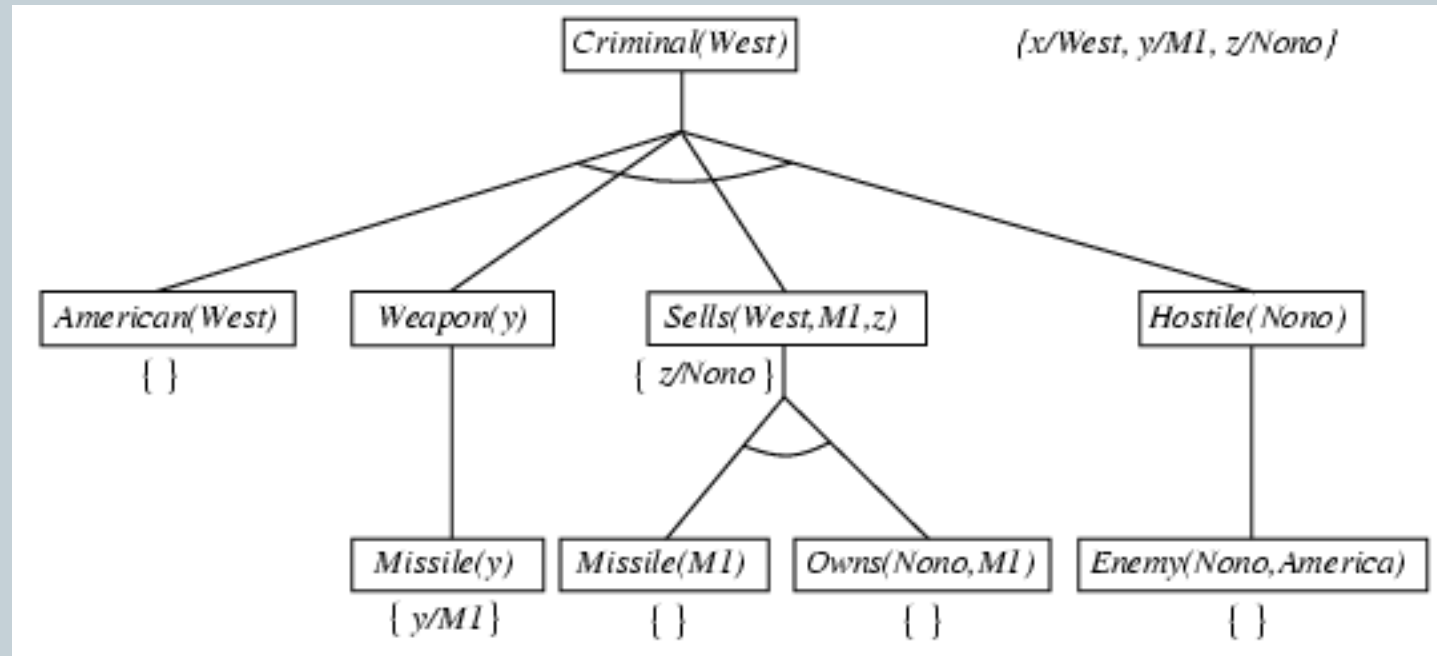 Criminal(West)
{x/West, y/M1, z/Nono}
American(West)
Weapon(y)
Sells(West,M1,z)
Hostile(Nono)
{ }
{ z/Nono }
Missile(y)
Missile(M1)
Owns(Nono,M1)
Enemy(Nono,America)
{ y/M1 }
{ }
{ }
{ }